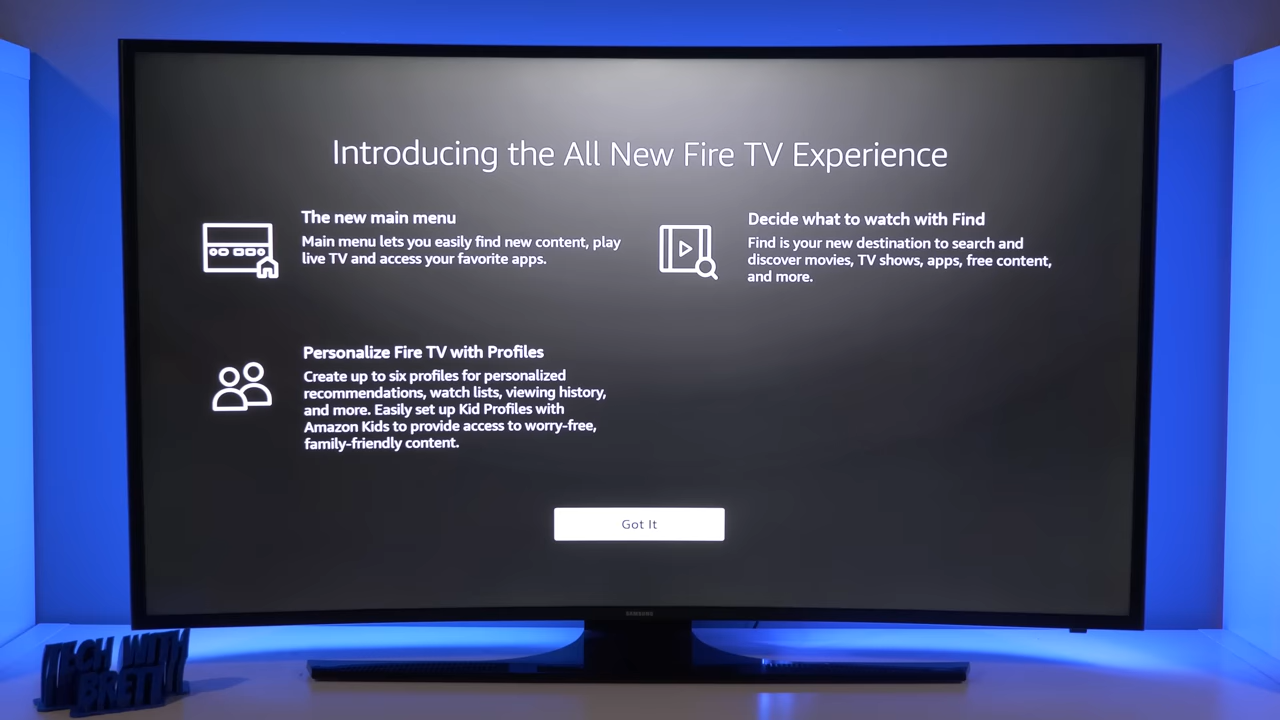 Introducing the All New Fire TV Experience
The new main menu
Main menu lets you easily find new content, play
live TV and access your favorite apps.
Decide what to watch with Find
Find is your new destination to search and
discover movies, TV shows, apps, free content,
and more.
Personalize Fire TV with Profiles
Create up to six profiles for personalized
recommendations, watch lists, viewing history,
and more. Easily set up Kid Profiles with
Amazon Kids to provide access to worry-free,
family-friendly content.
Got It
SAMSUNG
TECH WITH
BRETT